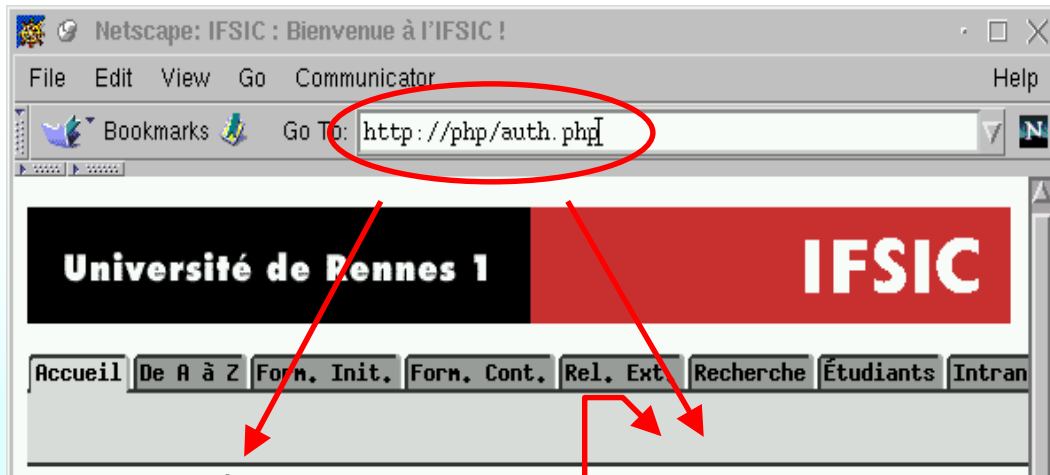 Netscape: IFSIC : Bienvenue à l'IFSIC !
File Edit View Go Communicator Help
Bookmarks Go To: http://php/auth.php N
Université de Rennes 1 IFSIC
Accueil De A à Z Form. Init. Form. Cont. Rel. Ext. Recherche Étudiants Intran